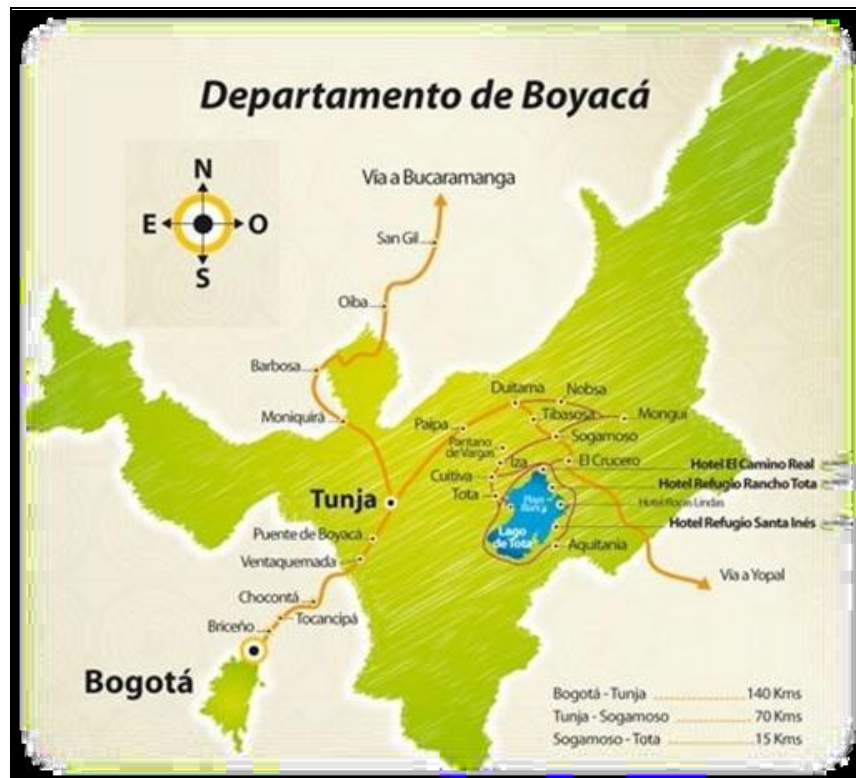 Departamento de Boyacá
N
E O
S
Vía a Bucaramanga
San Gil
Oiba
Barbosa
Moniquirá
Duitama
Nobsa
Tibasosa
Monguí
Paipa
Pantano
de Vargas
Sogamoso
Iza
El Crucero
Hotel El Camino Real
Cuitiva
Hotel Refugio Rancho Tota
Tota
Playa
Hotel Rocas Lindas
Tunja
Hotel Refugio Santa Inés
Lago
de Tota
Puente de Boyacá
Aquitania
Ventaquemada
Vía a Yopal
Chocontá
Tocancipá
Briceño
Bogotá
Bogotá - Tunja 140 Kms
Tunja - Sogamoso 70 Kms
Sogamoso - Tota 15 Kms